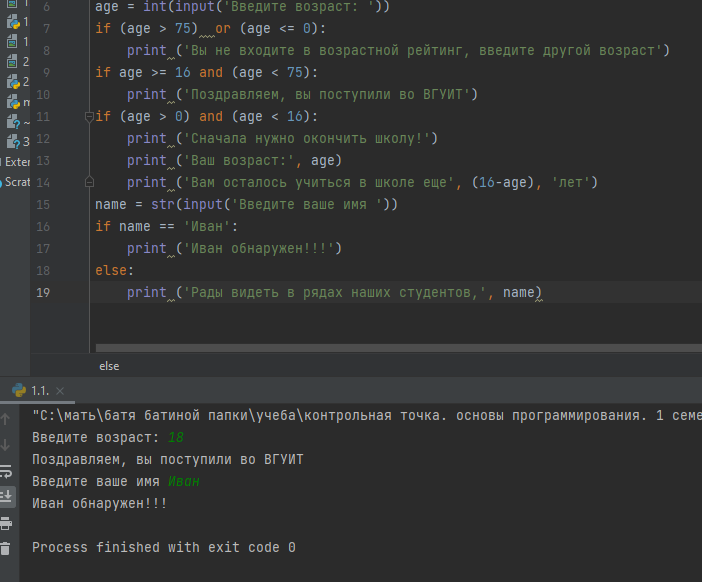 6 age = int(input('Введите возраст: '))
7 if (age > 75)  or (age <= 0):
8 print ('Вы не входите в возрастной рейтинг, введите другой возраст')
9 if age >= 16 and (age < 75):
10 print ('Поздравляем, вы поступили во ВГУИТ')
11 if (age > 0) and (age < 16):
12 print ('Сначала нужно окончить школу!')
13 print ('Ваш возраст:', age)
14 print ('Вам осталось учиться в школе еще', (16-age), 'лет')
15 name = str(input('Введите ваше имя '))
16 if name == 'Иван':
17 print ('Иван обнаружен!!!')
18 else:
19 print ('Рады видеть в рядах наших студентов,', name)
1
1
1
2
2
m
~
3
Exter
Scrat
else
1.1.
"C:\мать\батя батиной папки\учеба\контрольная точка. основы программирования. 1 семе
Введите возраст: 18
Поздравляем, вы поступили во ВГУИТ
Введите ваше имя Иван
Иван обнаружен!!!
Process finished with exit code 0